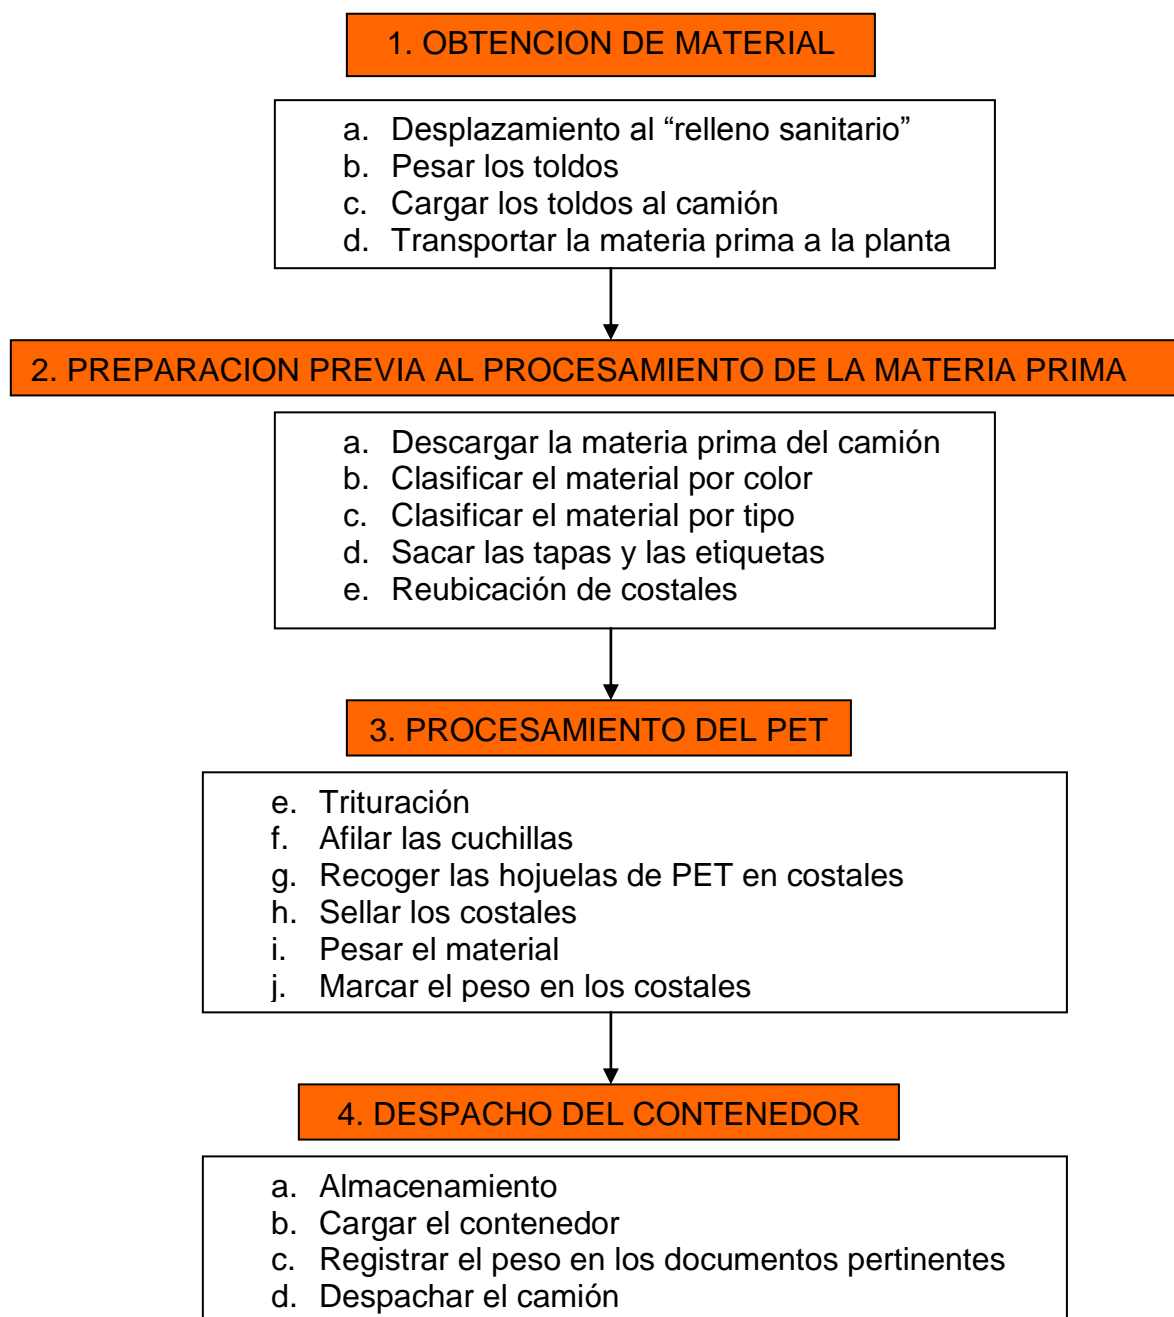 1. OBTENCION DE MATERIAL
a. Desplazamiento al “relleno sanitario”
b. Pesar los toldos
c. Cargar los toldos al camión
d. Transportar la materia prima a la planta
2. PREPARACION PREVIA AL PROCESAMIENTO DE LA MATERIA PRIMA
a. Descargar la materia prima del camión
b. Clasificar el material por color
c. Clasificar el material por tipo
d. Sacar las tapas y las etiquetas
e. Reubicación de costales
3. PROCESAMIENTO DEL PET
e. Trituración
f. Afilar las cuchillas
g. Recoger las hojuelas de PET en costales
h. Sellar los costales
i. Pesar el material
j. Marcar el peso en los costales
4. DESPACHO DEL CONTENEDOR
a. Almacenamiento
b. Cargar el contenedor
c. Registrar el peso en los documentos pertinentes
d. Despachar el camión